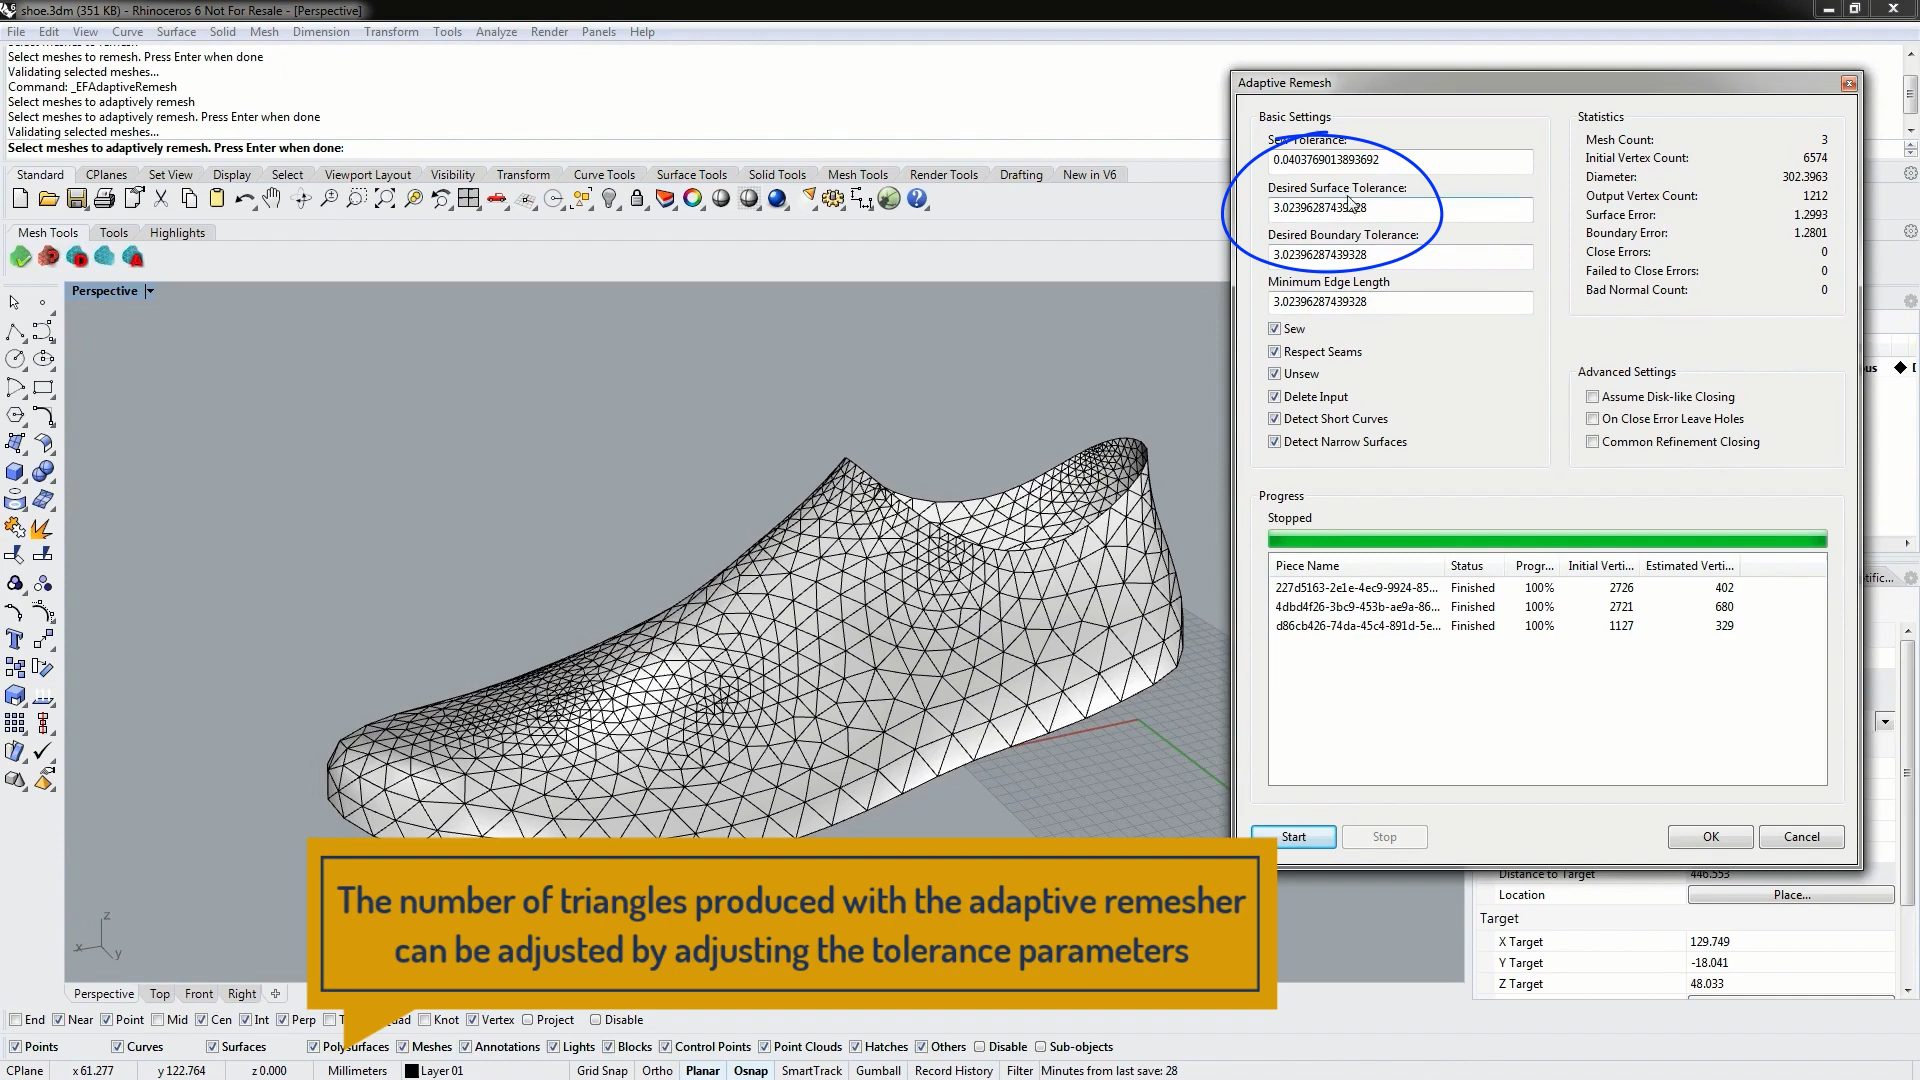 shoe.3dm (351 KB) - Rhinoceros 6 Not For Resale - [Perspective]
File Edit View Curve Surface Solid Mesh Dimension Transform Tools Analyze Render Panels Help
Select meshes to remesh. Press Enter when done
Validating selected meshes...
Command: _EFAdaptiveRemesh
Select meshes to adaptively remesh
Select meshes to adaptively remesh. Press Enter when done
Validating selected meshes...
Select meshes to adaptively remesh. Press Enter when done:
Standard CPlanes Set View Display Select Viewport Layout Visibility Transform Curve Tools Surface Tools Solid Tools Mesh Tools Render Tools Drafting New in V6
Mesh Tools Tools Highlights
Perspective
Adaptive Remesh
Basic Settings
Sew Tolerance:
0.0403769013893692
Desired Surface Tolerance:
3.02396287439328
Desired Boundary Tolerance:
3.02396287439328
Minimum Edge Length
3.02396287439328
Sew
Respect Seams
Unsew
Delete Input
Detect Short Curves
Detect Narrow Surfaces
Statistics
Mesh Count: 3
Initial Vertex Count: 6574
Diameter: 302.3963
Output Vertex Count: 1212
Surface Error: 1.2993
Boundary Error: 1.2801
Close Errors: 0
Failed to Close Errors: 0
Bad Normal Count: 0
Advanced Settings
Assume Disk-like Closing
On Close Error Leave Holes
Common Refinement Closing
Progress
Stopped
Piece Name Status Progr... Initial Verti... Estimated Verti...
227d5163-2e1e-4ec9-9924-85... Finished 100% 2726 402
4dbd4f26-3bc9-453b-ae9a-86... Finished 100% 2721 680
d86cb426-74da-45c4-891d-5e... Finished 100% 1127 329
Start Stop OK Cancel
Distance to Target 446.553
Location Place...
Target
X Target 129.749
Y Target -18.041
Z Target 48.033
The number of triangles produced with the adaptive remesher
can be adjusted by adjusting the tolerance parameters
z
x
y
Perspective Top Front Right
End Near Point Mid Cen Int Perp Knot Vertex Project Disable
Points Curves Surfaces Polysurfaces Meshes Annotations Lights Blocks Control Points Point Clouds Hatches Others Disable Sub-objects
CPlane x 61.277 y 122.764 z 0.000 Millimeters Layer 01 Grid Snap Ortho Planar Osnap SmartTrack Gumball Record History Filter Minutes from last save: 28